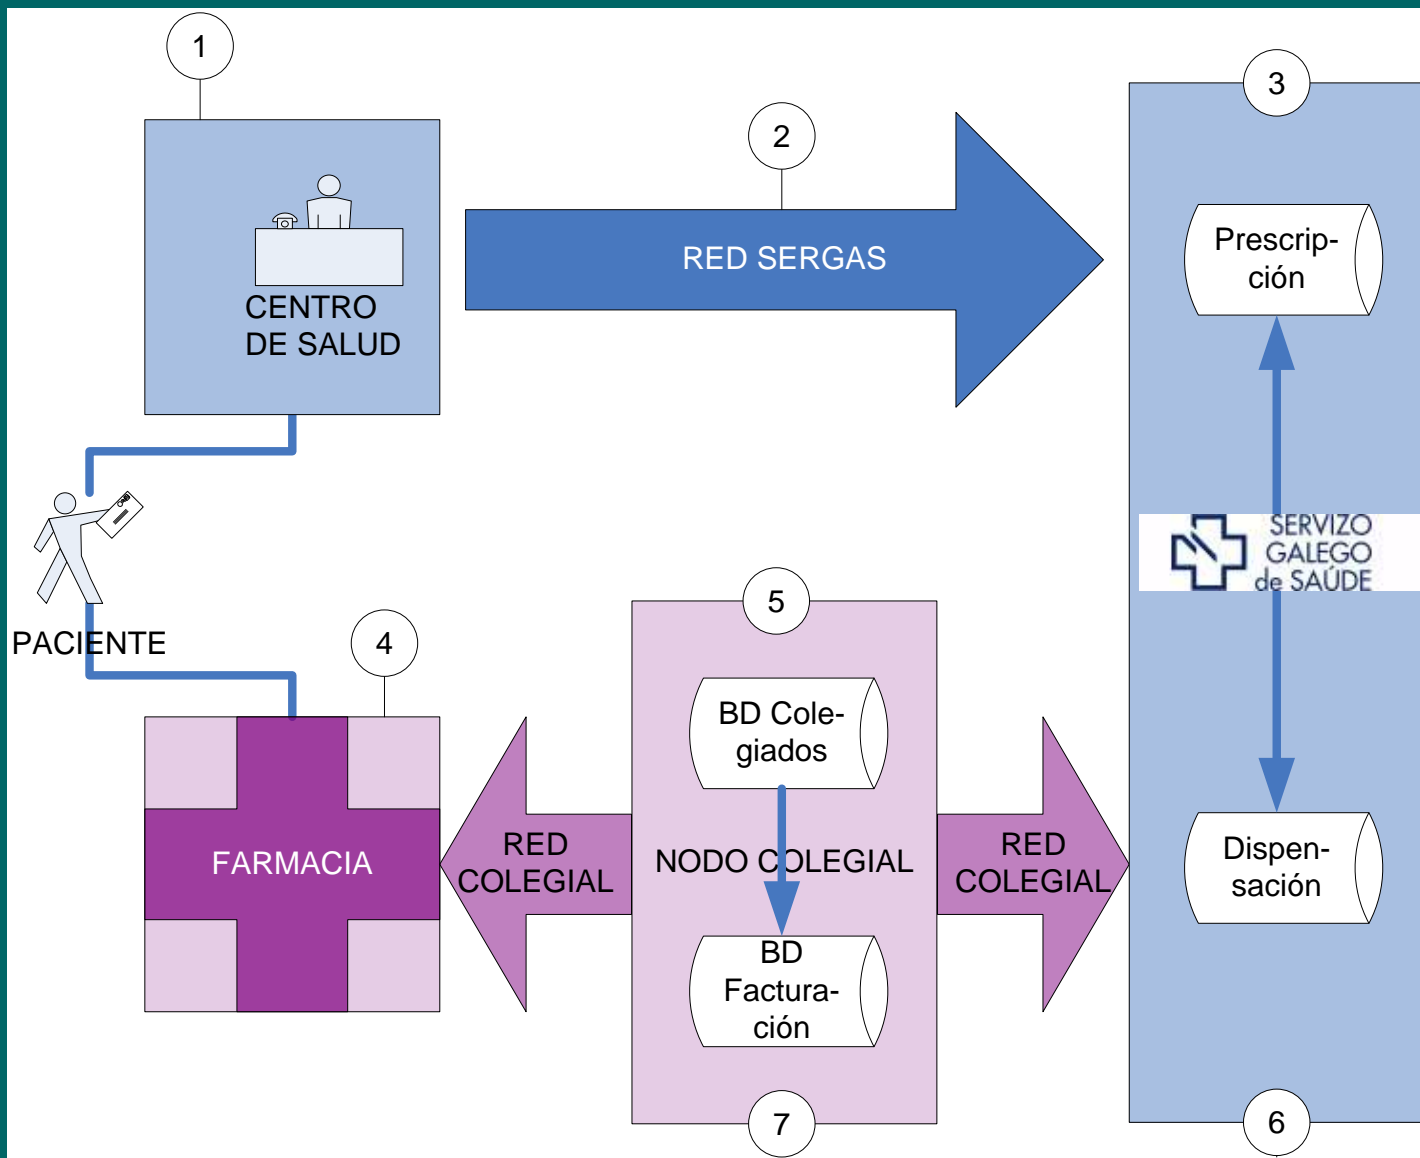 1
2
3
RED SERGAS
Prescrip-
ción
CENTRO
DE SALUD
SERVIZO
GALEGO
de SAÚDE
PACIENTE
4
5
BD Cole-
giados
FARMACIA
RED
COLEGIAL
NODO COLEGIAL
RED
COLEGIAL
Dispen-
sación
BD
Factura-
ción
7
6